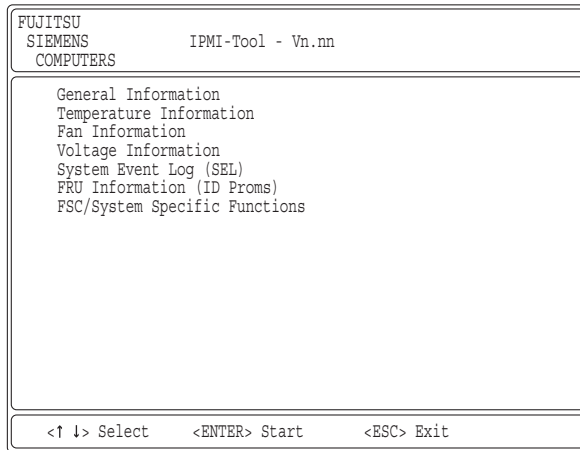 FUJITSU
SIEMENS IPMI-Tool - Vn.nn
COMPUTERS
General Information
Temperature Information
Fan Information
Voltage Information
System Event Log (SEL)
FRU Information (ID Proms)
FSC/System Specific Functions
<↑ ↓> Select <ENTER> Start <ESC> Exit